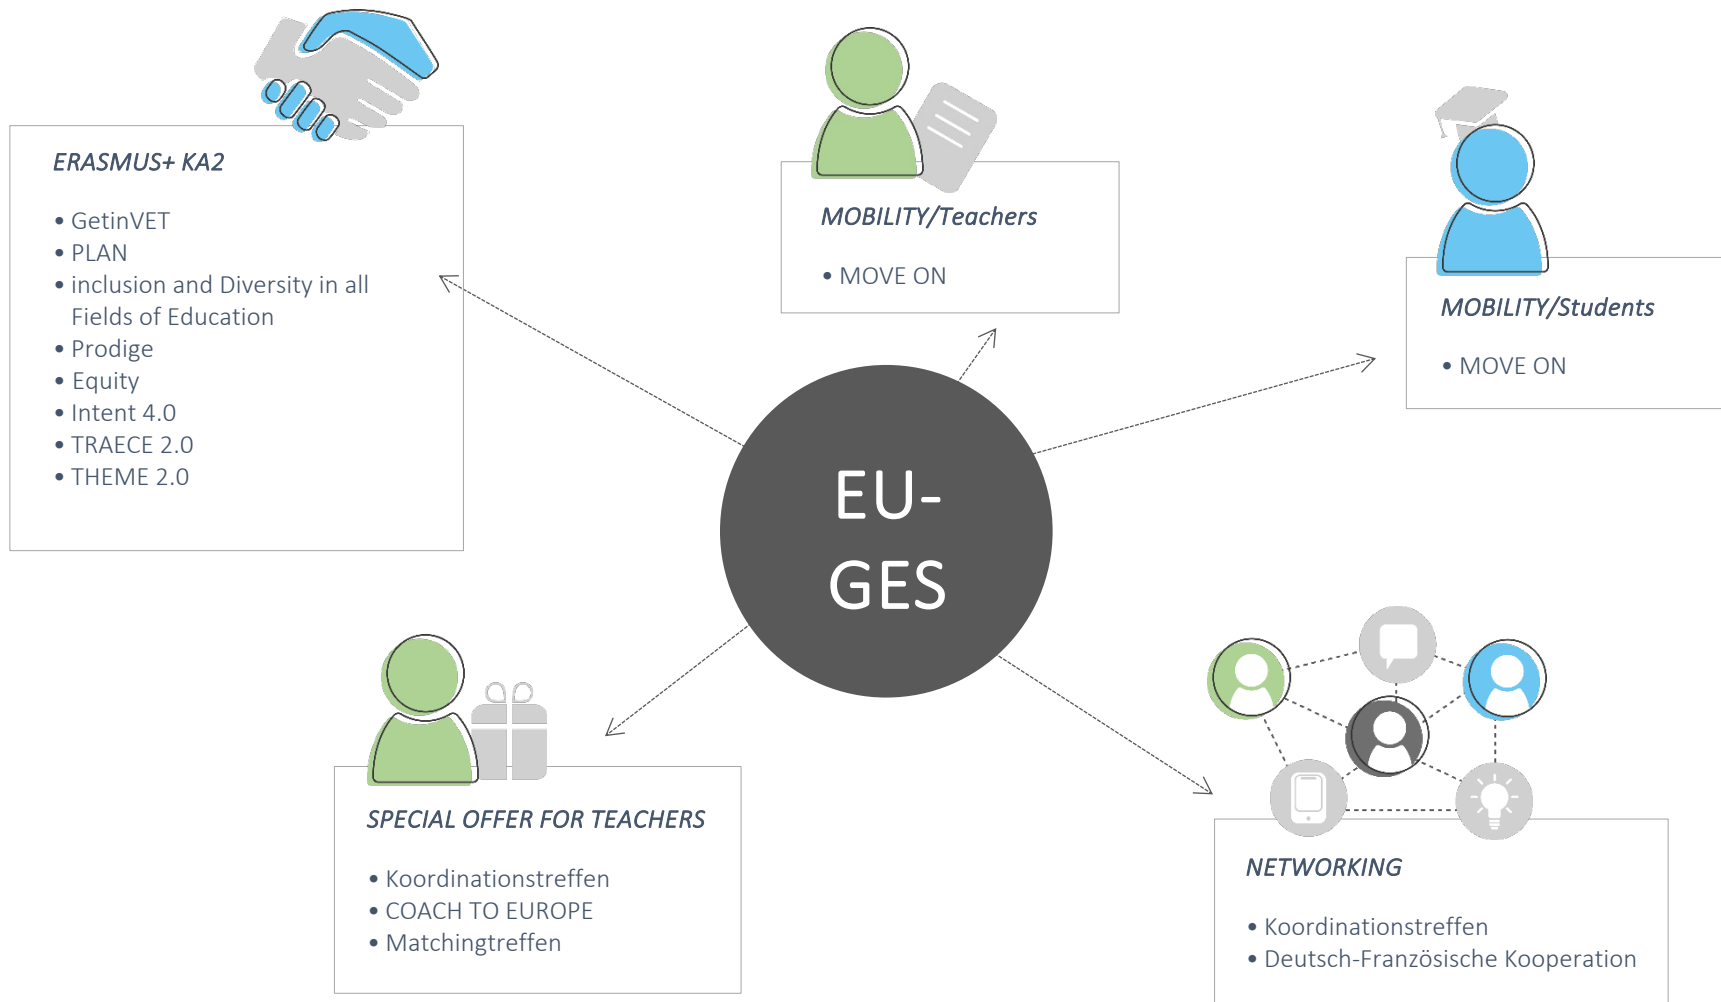 ERASMUS+ KA2
• GetinVET
• PLAN
• inclusion and Diversity in all
Fields of Education
• Prodige
• Equity
• Intent 4.0
• TRAECE 2.0
• THEME 2.0
MOBILITY/Teachers
• MOVE ON
MOBILITY/Students
• MOVE ON
EU-
GES
SPECIAL OFFER FOR TEACHERS
• Koordinationstreffen
• COACH TO EUROPE
• Matchingtreffen
NETWORKING
• Koordinationstreffen
• Deutsch-Französische Kooperation